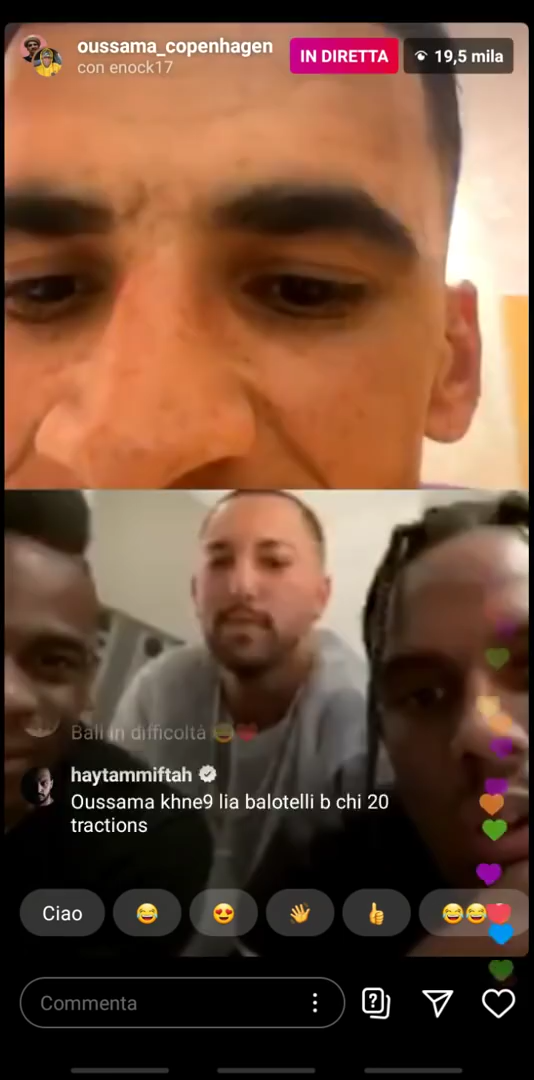 oussama_copenhagen
con enock17
IN DIRETTA
19,5 mila
Bali in difficoltà 😂❤️
haytammiftah
Oussama khne9 lia balotelli b chi 20
tractions
Ciao
Commenta